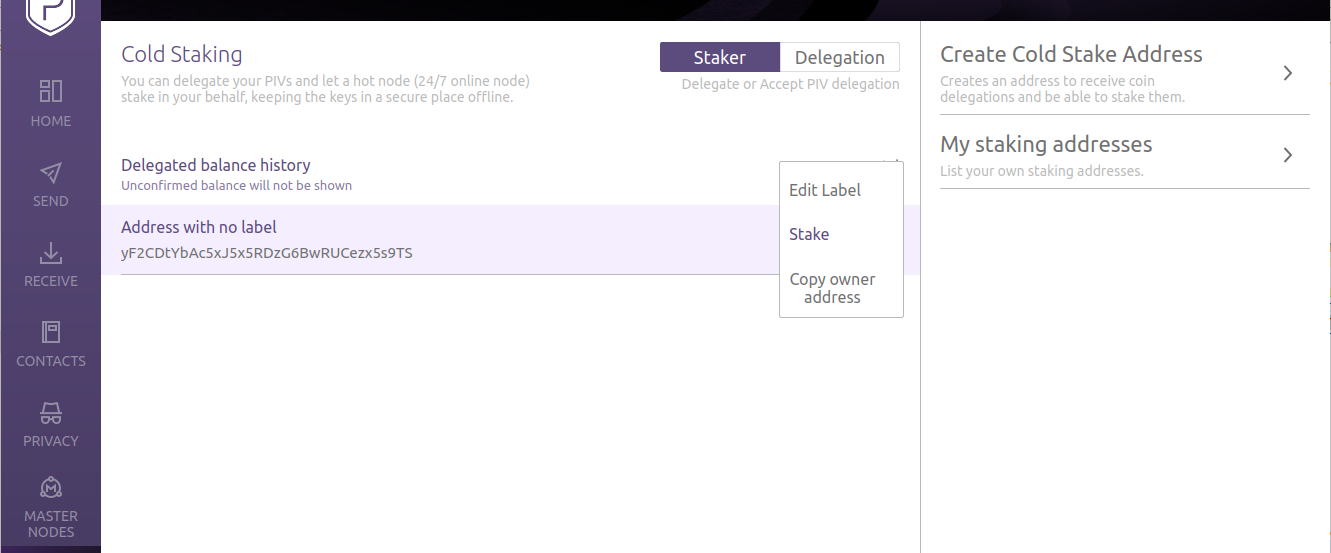 P
HOME
SEND
RECEIVE
CONTACTS
PRIVACY
MASTER
NODES
Cold Staking
You can delegate your PIVs and let a hot node (24/7 online node)
stake in your behalf, keeping the keys in a secure place offline.
Staker Delegation
Delegate or Accept PIV delegation
Delegated balance history
Unconfirmed balance will not be shown
Address with no label
yF2CDtYbAc5xJ5x5RDzG6BwRUCezx5s9TS
Edit Label
Stake
Copy owner
address
Create Cold Stake Address
Creates an address to receive coin
delegations and be able to stake them.
My staking addresses
List your own staking addresses.